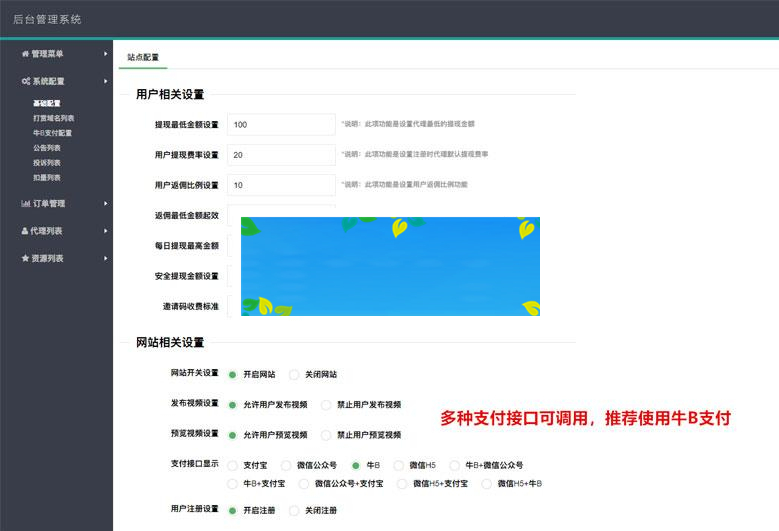 后台管理系统
管理菜单
系统配置
基础配置
打赏域名列表
牛B支付配置
公告列表
投诉列表
扣量列表
订单管理
代理列表
资源列表
站点配置
用户相关设置
提现最低金额设置 100 *说明：此项功能是设置代理最低的提现金额
用户提现费率设置 20 *说明：此项功能是设置注册时代理默认提现费率
用户返佣比例设置 10 *说明：此项功能是设置用户返佣比例功能
返佣最低金额起效
每日提现最高金额
安全提现金额设置
邀请码收费标准
网站相关设置
网站开关设置 开启网站 关闭网站
发布视频设置 允许用户发布视频 禁止用户发布视频
多种支付接口可调用，推荐使用牛B支付
预览视频设置 允许用户预览视频 禁止用户预览视频
支付接口显示 支付宝 微信公众号 牛B 微信H5 牛B+微信公众号
牛B+支付宝 微信公众号+支付宝 微信H5+支付宝 微信H5+牛B
用户注册设置 开启注册 关闭注册